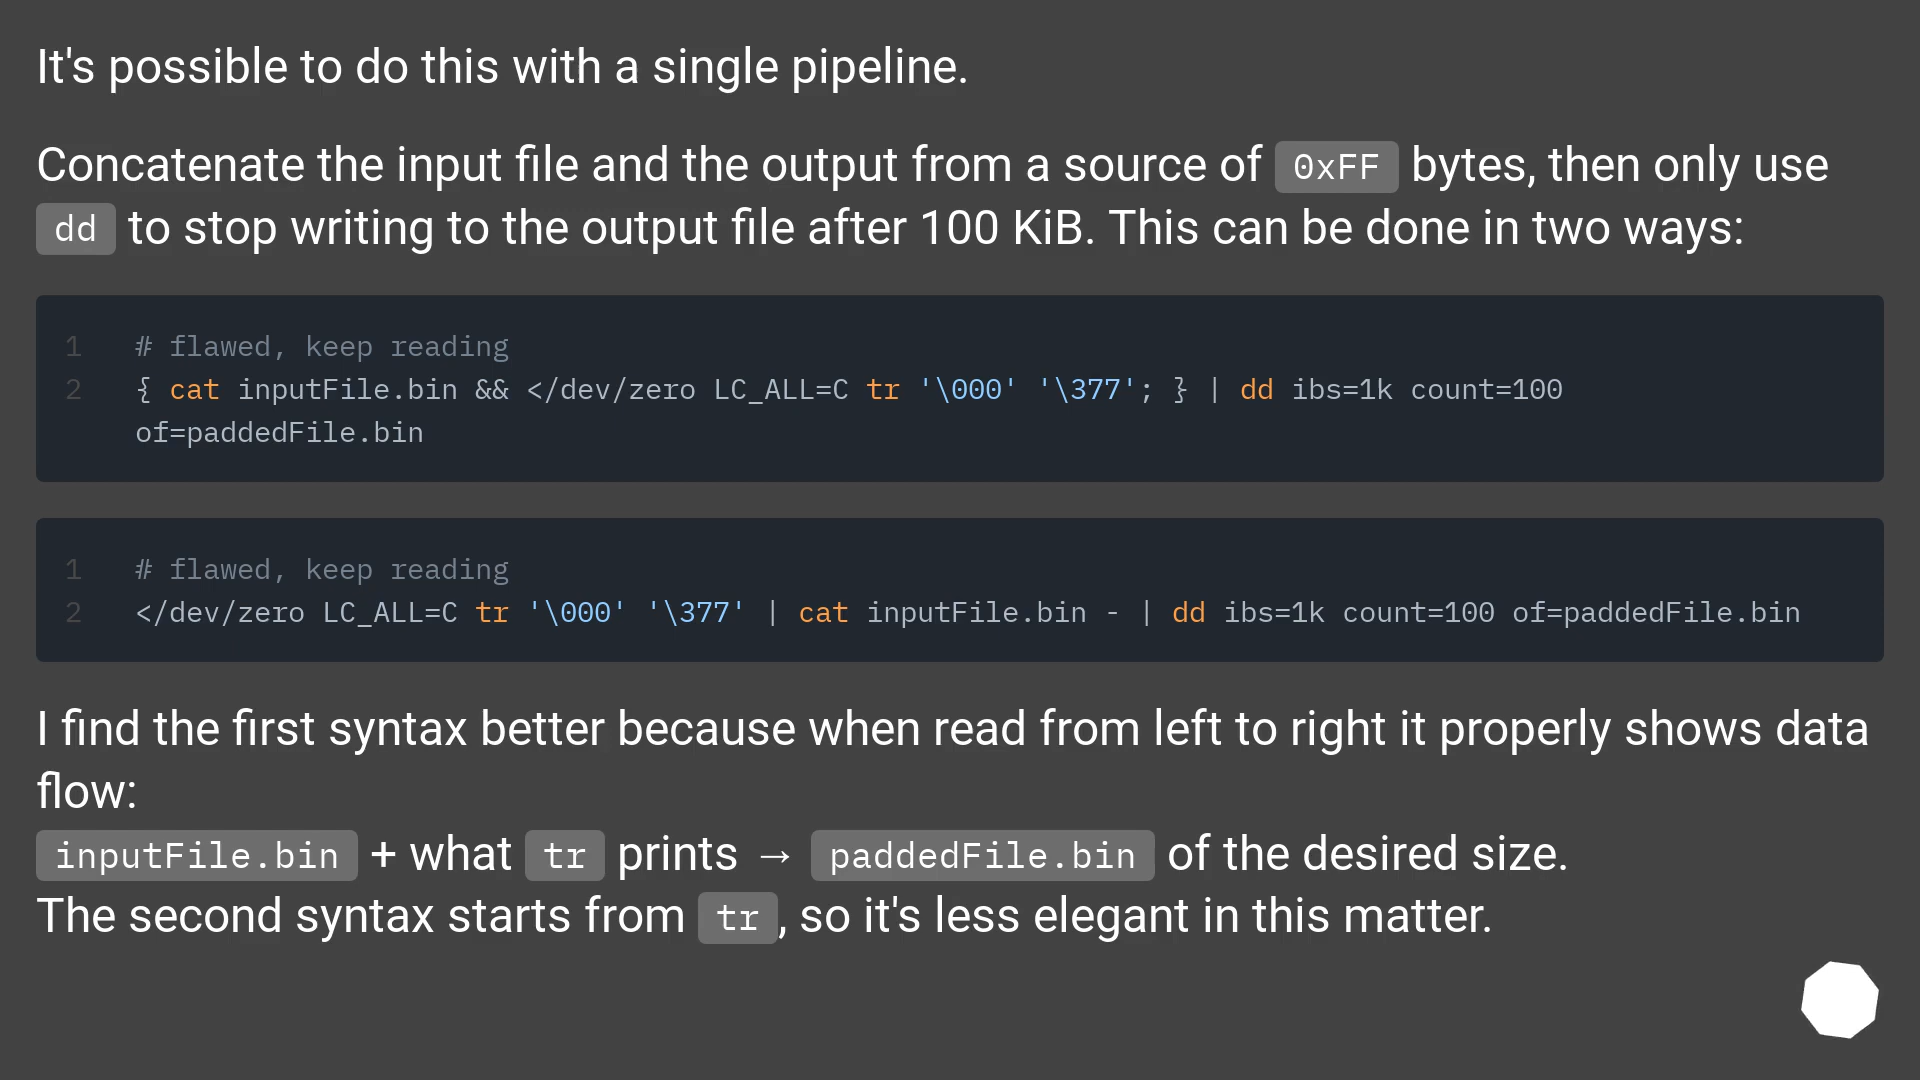 It's possible to do this with a single pipeline.
Concatenate the input file and the output from a source of 0xFF bytes, then only use
dd to stop writing to the output file after 100 KiB. This can be done in two ways:
1 # flawed, keep reading
2 { cat inputFile.bin && </dev/zero LC_ALL=C tr '\000' '\377'; } | dd ibs=1k count=100
of=paddedFile.bin
1 # flawed, keep reading
2 </dev/zero LC_ALL=C tr '\000' '\377' | cat inputFile.bin - | dd ibs=1k count=100 of=paddedFile.bin
I find the first syntax better because when read from left to right it properly shows data
flow:
inputFile.bin + what tr prints → paddedFile.bin of the desired size.
The second syntax starts from tr, so it's less elegant in this matter.